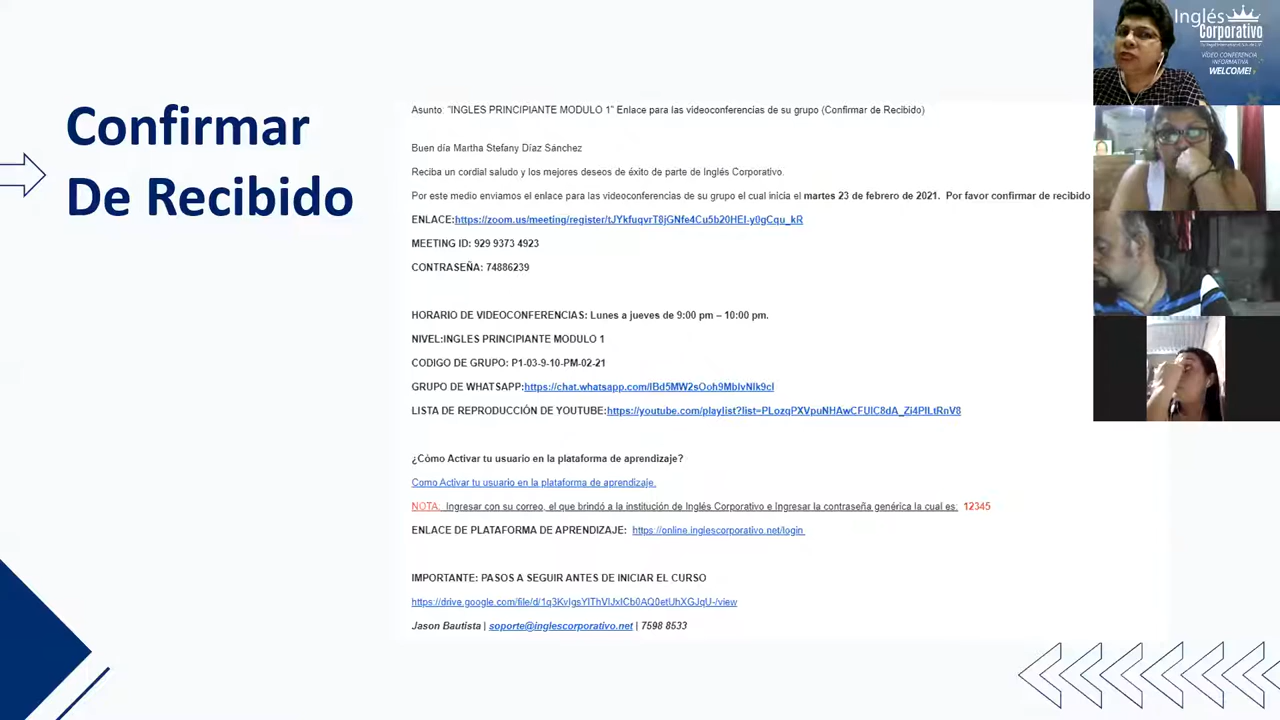 Confirmar
De Recibido
Asunto "INGLES PRINCIPIANTE MODULO 1" Enlace para las videoconferencias de su grupo (Confirmar de Recibido)
Buen día Martha Stefany Díaz Sánchez
Reciba un cordial saludo y los mejores deseos de éxito de parte de Inglés Corporativo.
Por este medio enviamos el enlace para las videoconferencias de su grupo el cual inicia el martes 23 de febrero de 2021. Por favor confirmar de recibido
ENLACE:https://zoom.us/meeting/register/tJYkfuqvrT8jGNfe4Cu5b20HEI-y0gCqu_kR
MEETING ID: 929 9373 4923
CONTRASEÑA: 74886239
HORARIO DE VIDEOCONFERENCIAS: Lunes a jueves de 9:00 pm – 10:00 pm.
NIVEL:INGLES PRINCIPIANTE MODULO 1
CODIGO DE GRUPO: P1-03-9-10-PM-02-21
GRUPO DE WHATSAPP:https://chat.whatsapp.com/IBd5MW2sOoh9MbIvNlk9cI
LISTA DE REPRODUCCIÓN DE YOUTUBE:https://youtube.com/playlist?list=PLozqPXVpuNHAwCFUlC8dA_Zi4PILtRnV8
¿Cómo Activar tu usuario en la plataforma de aprendizaje?
Como Activar tu usuario en la plataforma de aprendizaje.
NOTA: Ingresar con su correo, el que brindó a la institución de Inglés Corporativo e Ingresar la contraseña genérica la cual es: 12345
ENLACE DE PLATAFORMA DE APRENDIZAJE: https://online.inglescorporativo.net/login
IMPORTANTE: PASOS A SEGUIR ANTES DE INICIAR EL CURSO
https://drive.google.com/file/d/1q3KvIgsYIThVIJxICb0AQ0etUhXGJqU-/view
Jason Bautista | soporte@inglescorporativo.net | 7598 8533
Inglés
Corporativo
VÍDEO CONFERENCIA
INFORMATIVA
WELCOME!